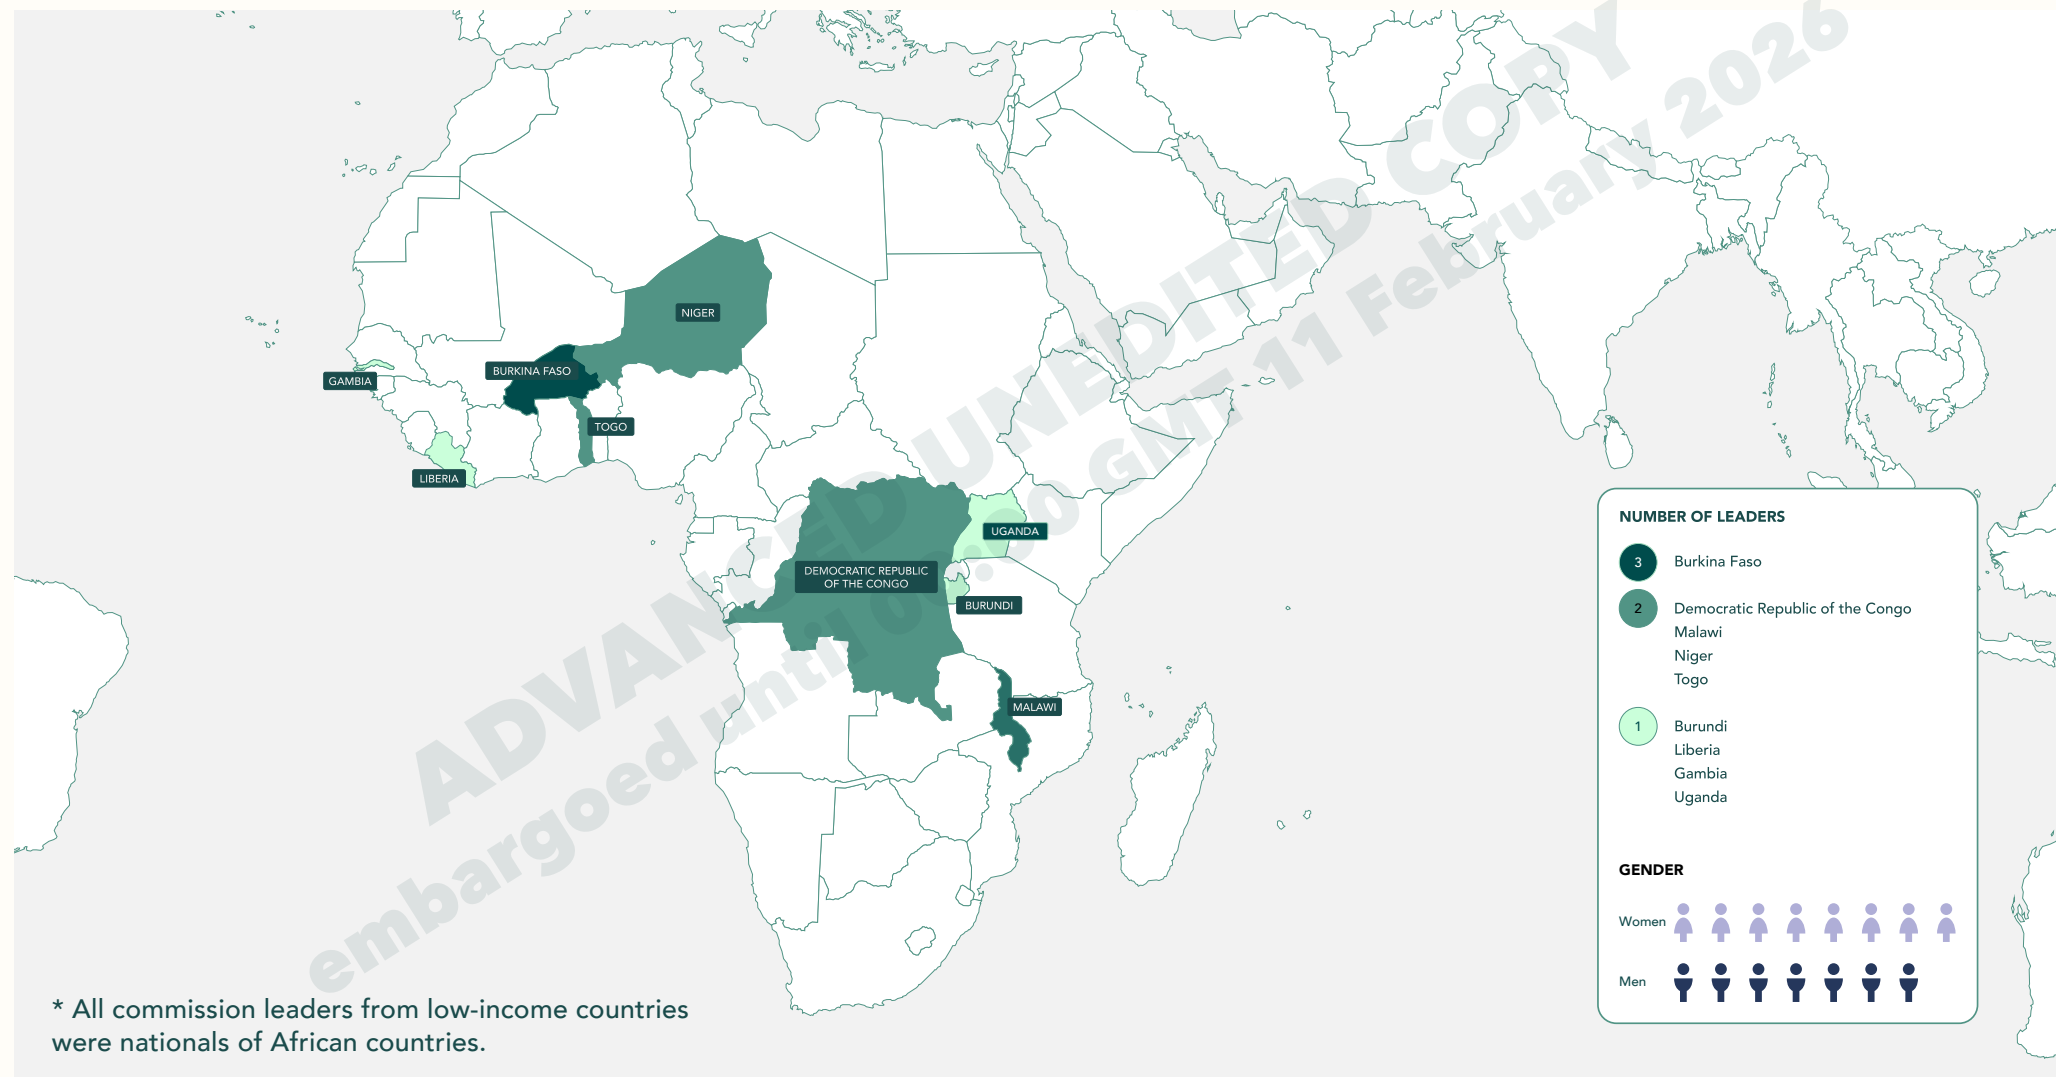 ADVANCED UNEDITED COPY
embargoed until 00:00 GMT 11 February 2026
NIGER
BURKINA FASO
GAMBIA
TOGO
LIBERIA
UGANDA
DEMOCRATIC REPUBLIC
OF THE CONGO
BURUNDI
MALAWI
NUMBER OF LEADERS
3 Burkina Faso
2 Democratic Republic of the Congo
Malawi
Niger
Togo
1 Burundi
Liberia
Gambia
Uganda
GENDER
Women
Men
* All commission leaders from low-income countries
were nationals of African countries.